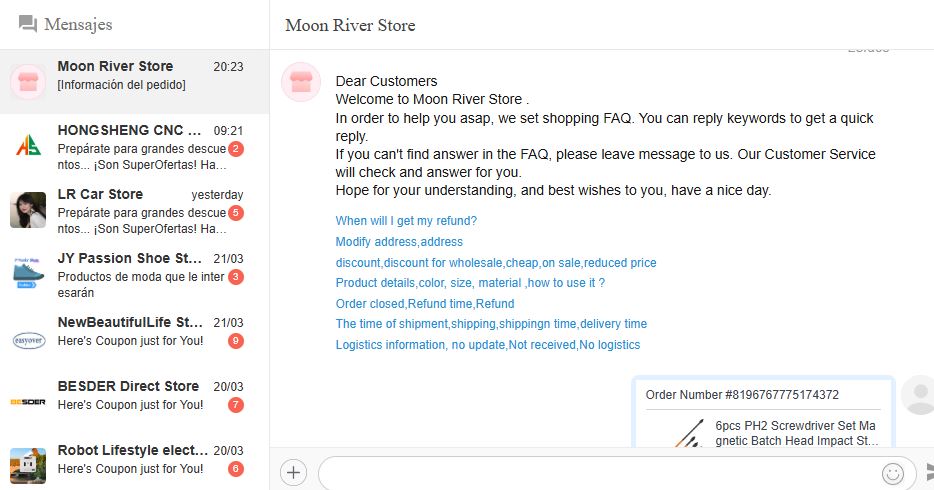 Mensajes
Moon River Store
Moon River Store 20:23
[Información del pedido]
HONGSHENG CNC ... 09:21
Prepárate para grandes descue
ntos... ¡Son SuperOfertas! Ha... 2
LR Car Store yesterday
Prepárate para grandes descue
ntos... ¡Son SuperOfertas! Ha... 5
JY Passion Shoe St... 21/03
Productos de moda que le inter
esarán 3
NewBeautifulLife St... 21/03
Here's Coupon just for You! 9
easyover
BESDER Direct Store 20/03
Here's Coupon just for You! 7
BESDER
Robot Lifestyle elect... 20/03
Here's Coupon just for You! 6
Dear Customers
Welcome to Moon River Store .
In order to help you asap, we set shopping FAQ. You can reply keywords to get a quick
reply.
If you can't find answer in the FAQ, please leave message to us. Our Customer Service
will check and answer for you.
Hope for your understanding, and best wishes to you, have a nice day.
When will I get my refund?
Modify address,address
discount,discount for wholesale,cheap,on sale,reduced price
Product details,color, size, material ,how to use it ?
Order closed,Refund time,Refund
The time of shipment,shipping,shippingn time,delivery time
Logistics information, no update,Not received,No logistics
Order Number #8196767775174372
6pcs PH2 Screwdriver Set Ma
gnetic Batch Head Impact St...